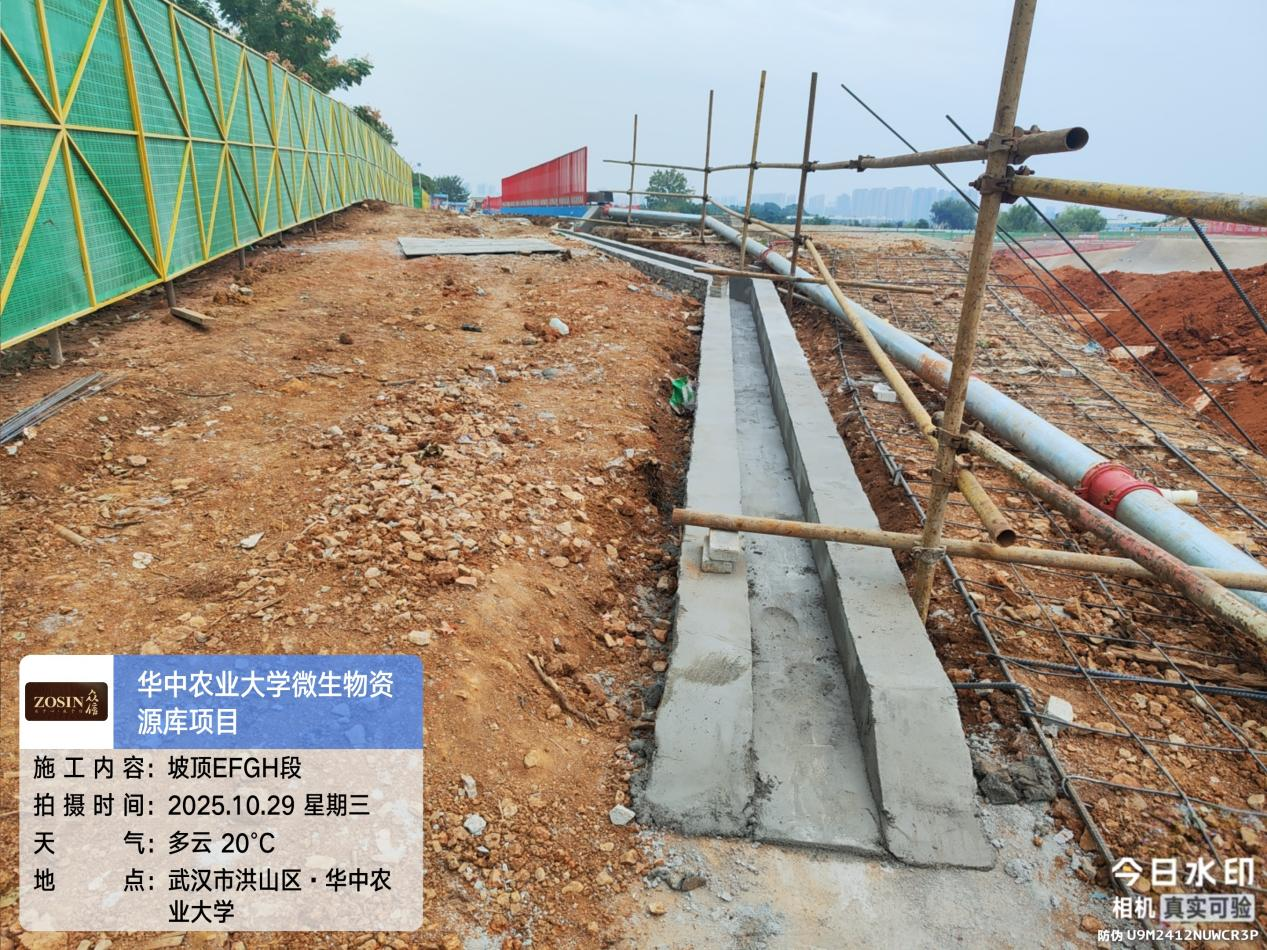 ZOSIN 众信
华中农业大学微生物资
源库项目
施工内容：坡顶EFGH段
拍摄时间：2025.10.29 星期三
天气：多云 20°C
地点：武汉市洪山区·华中农
业大学
今日水印
相机 真实可验
防伪 U9M2412NUWCR3P